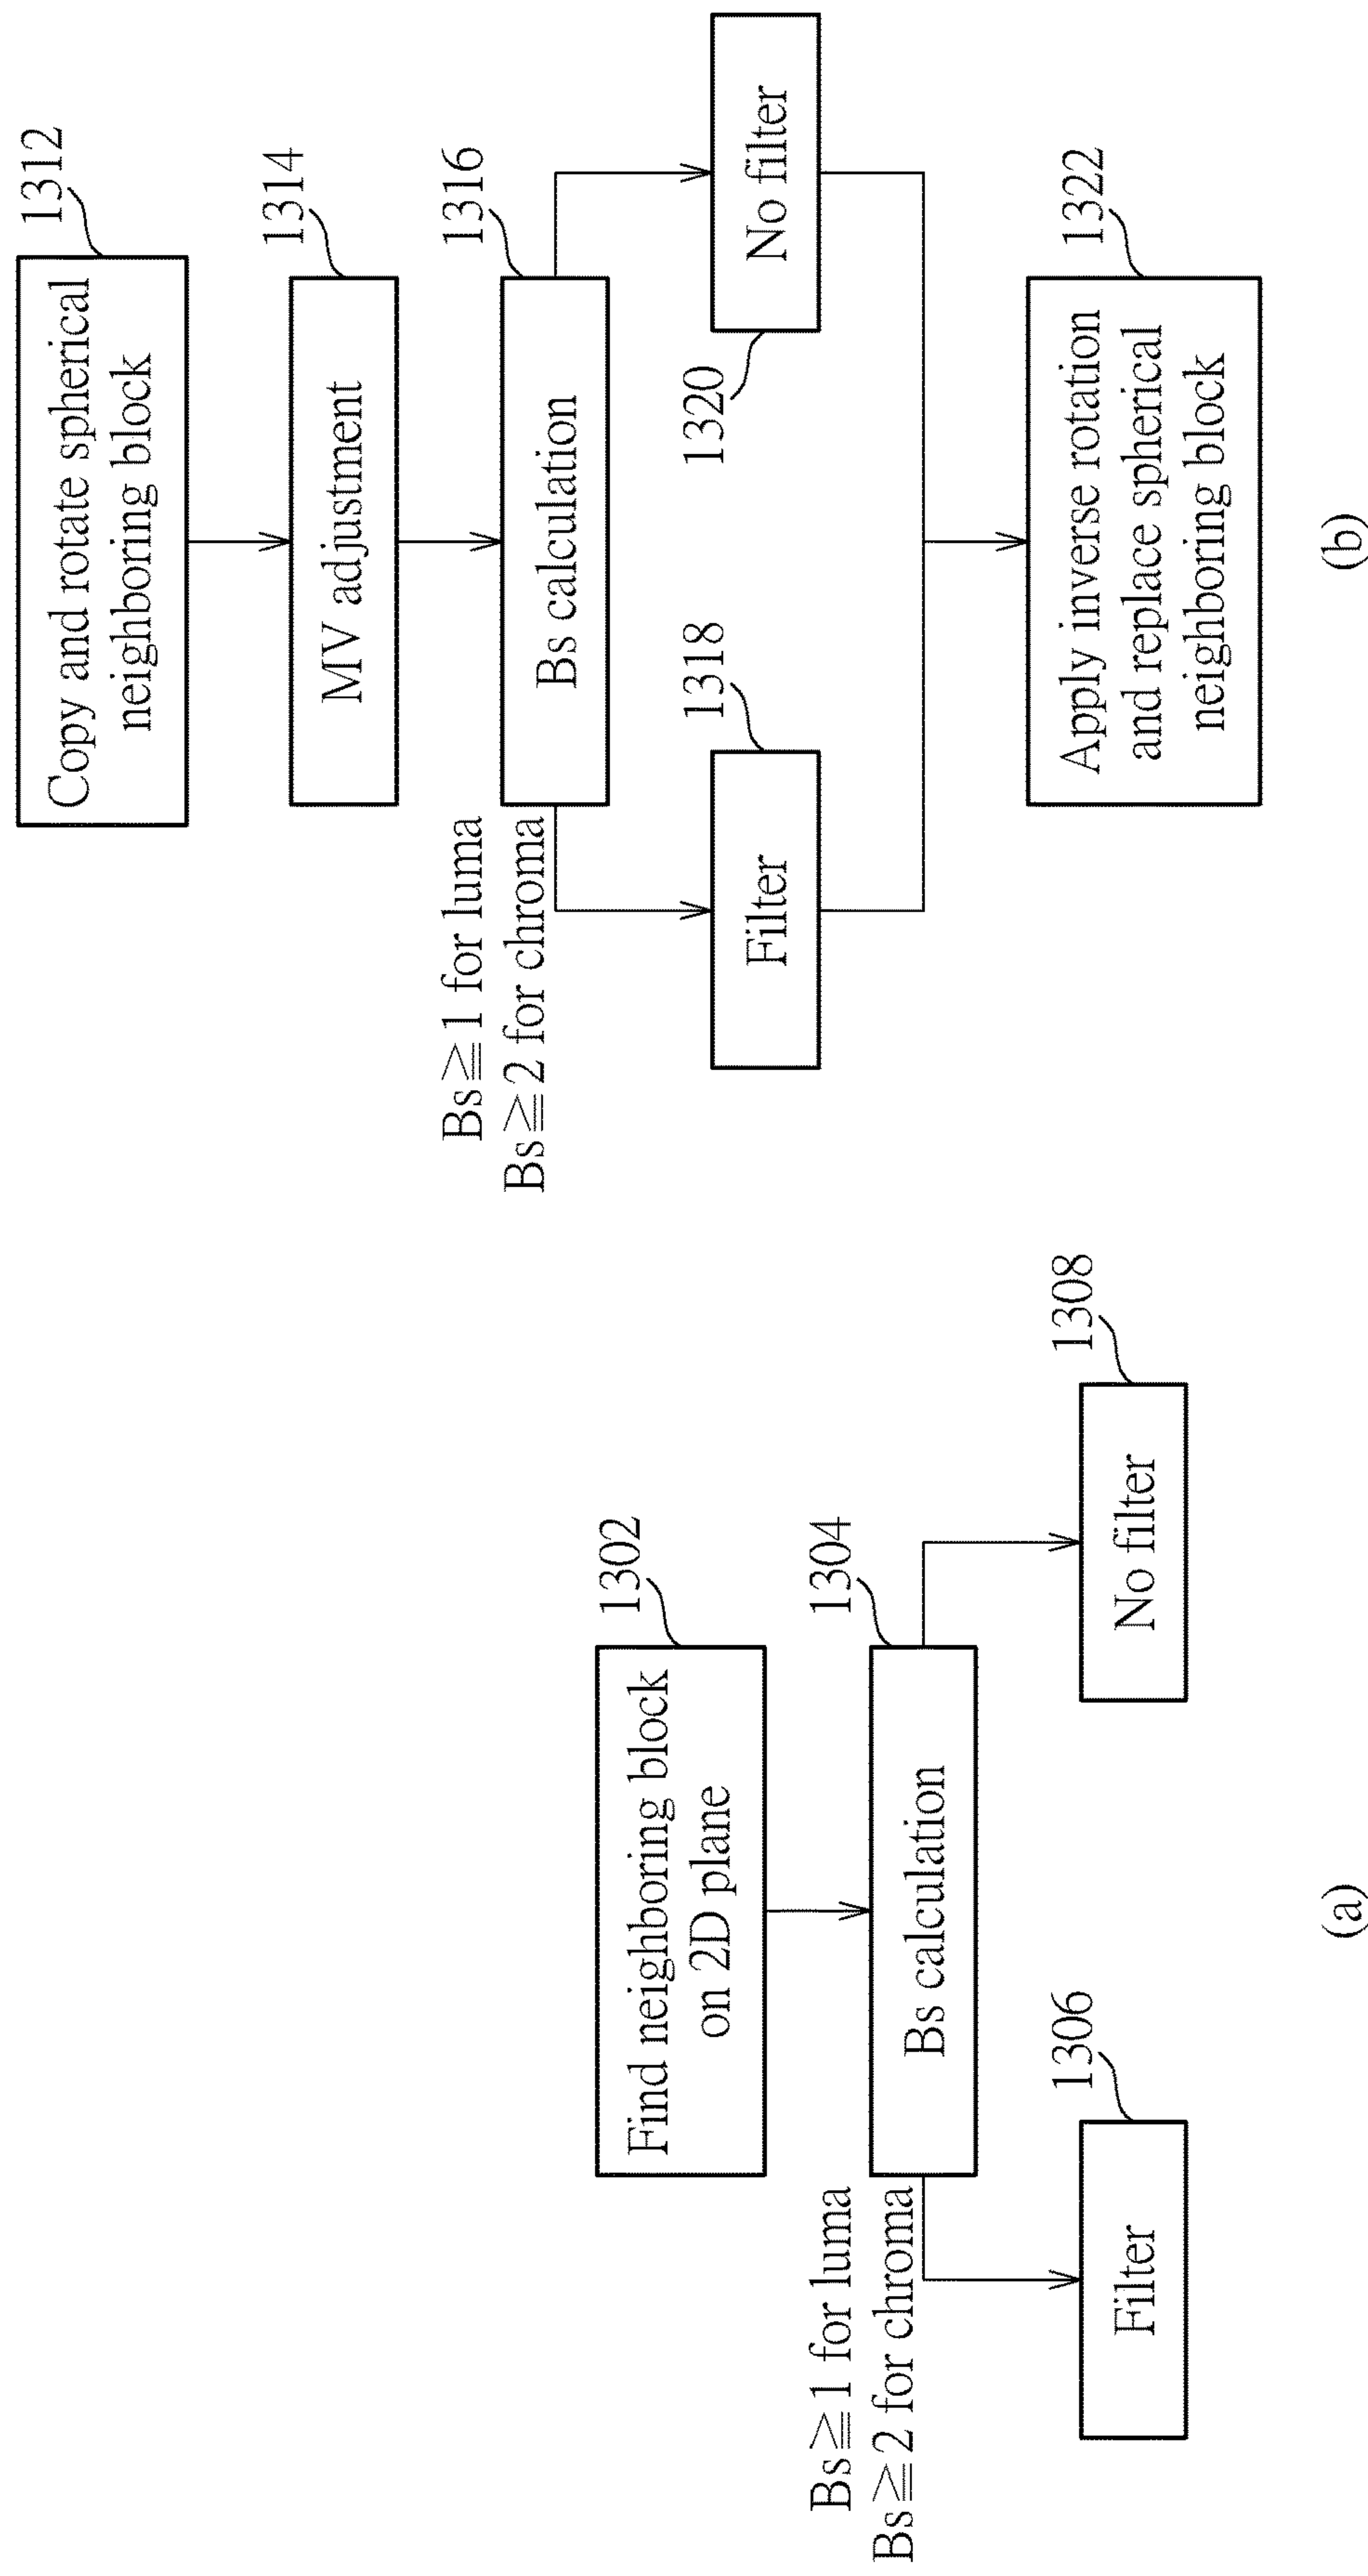 1302
Find neighboring block
on 2D plane
1304
Bs≧1 for luma
Bs≧2 for chroma
Bs calculation
1306
Filter
1308
No filter
(a)
1312
Copy and rotate spherical
neighboring block
1314
MV adjustment
1316
Bs calculation
Bs≧1 for luma
Bs≧2 for chroma
1318
Filter
1320
No filter
1322
Apply inverse rotation
and replace spherical
neighboring block
(b)